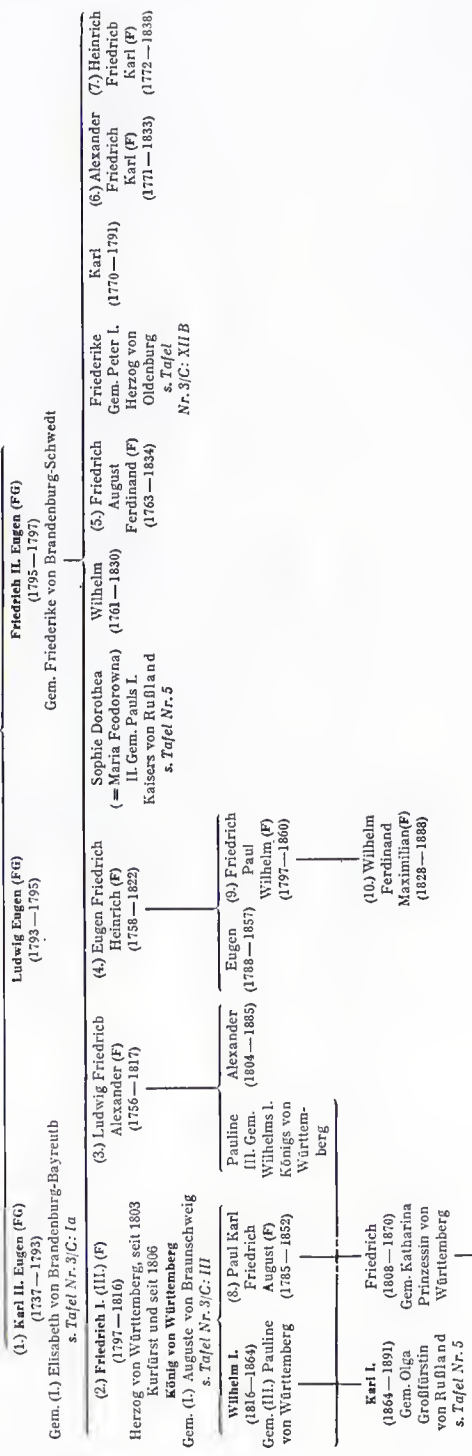 (1.) Karl II. Eugen (FG)
(1737—1793)
Gem. (I.) Elisabeth von Brandenburg-Bayreuth
s. Tafel Nr. 3/C: Ia
Ludwig Eugen (FG)
(1793—1795)
Friedrich II. Eugen (FG)
(1795—1797)
Gem. Friederike von Brandenburg-Schwedt
(2.) Friedrich I. (III.) (F)
(1797—1816)
Herzog von Württemberg, seit 1803
Kurfürst und seit 1806
König von Württemberg
Gem. (I.) Auguste von Braunschweig
s. Tafel Nr. 3/C: III
(3.) Ludwig Friedrich
Alexander (F)
(1756—1817)
(4.) Eugen Friedrich
Heinrich (F)
(1758—1822)
Sophie Dorothea
(= Maria Feodorowna)
II. Gem. Pauls I.
Kaisers von Rußland
s. Tafel Nr. 5
Wilhelm
(1761—1830)
(5.) Friedrich
August
Ferdinand (F)
(1763—1834)
Friederike
Gem. Peter I.
Herzog von
Oldenburg
s. Tafel
Nr. 3/C: XII B
Karl
(1770—1791)
(6.) Alexander
Friedrich
Karl (F)
(1771—1833)
(7.) Heinrich
Friedrich
Karl (F)
(1772—1838)
Wilhelm I.
(1816—1864)
Gem. (III.) Pauline
von Württemberg
(8.) Paul Karl
Friedrich
August (F)
(1785—1852)
Pauline
III. Gem.
Wilhelms I.
Königs von
Württem-
berg
Alexander
(1804—1885)
Eugen
(1788—1857)
(9.) Friedrich
Paul
Wilhelm (F)
(1797—1860)
Karl I.
(1864—1891)
Gem. Olga
Großfürstin
von Rußland
s. Tafel Nr. 5
Friedrich
(1808—1870)
Gem. Katharina
Prinzessin von
Württemberg
(10.) Wilhelm
Ferdinand
Maximilian(F)
(1828—1888)